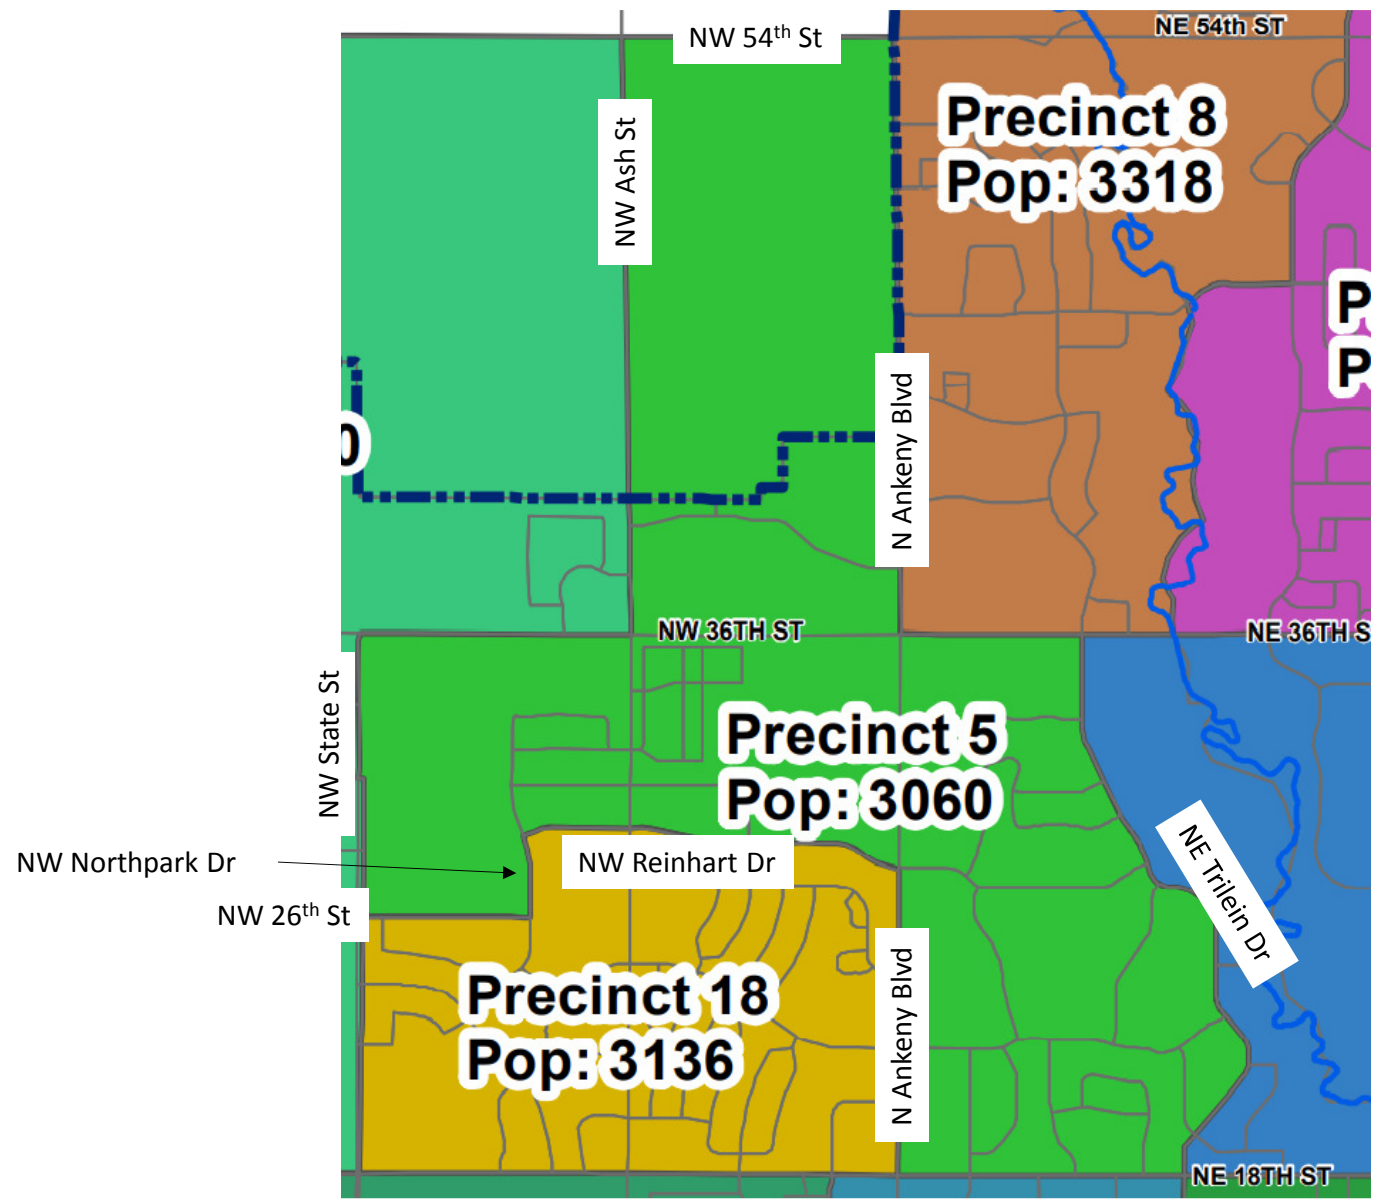 NW 54th St
NE 54th ST
Precinct 8
Pop: 3318
NW Ash St
P
P
N Ankeny Blvd
0
NW 36TH ST
NE 36TH S
NW State St
Precinct 5
Pop: 3060
NW Northpark Dr
NW Reinhart Dr
NE Trilein Dr
NW 26th St
Precinct 18
Pop: 3136
N Ankeny Blvd
NE 18TH ST